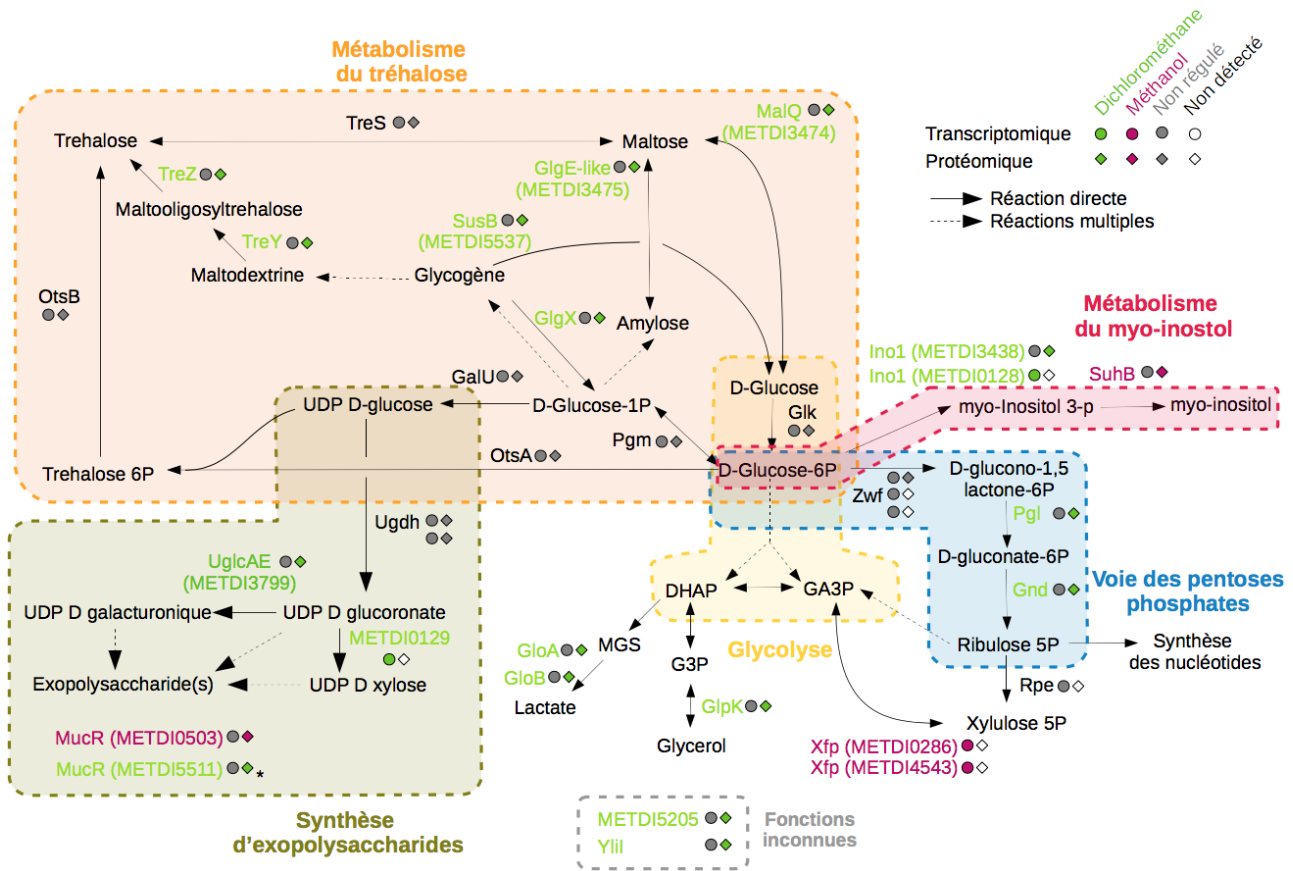 Métabolisme
du tréhalose
Dichlorométhane
Méthanol
Non régulé
Non détecté
Transcriptomique
Protéomique
Réaction directe
Réactions multiples
TreS
MalQ
(METDI3474)
Trehalose
Maltose
TreZ
GlgE-like
(METDI3475)
Maltooligosyltrehalose
SusB
(METDI5537)
TreY
Maltodextrine
Glycogène
OtsB
GlgX
Amylose
Métabolisme
du myo-inostol
Ino1 (METDI3438)
Ino1 (METDI0128)
SuhB
GalU
D-Glucose
UDP D-glucose
D-Glucose-1P
Glk
myo-Inositol 3-p
myo-inositol
Pgm
OtsA
Trehalose 6P
D-Glucose-6P
D-glucono-1,5
lactone-6P
Zwf
Pgl
Ugdh
D-gluconate-6P
UglcAE
(METDI3799)
Gnd
Voie des pentoses
phosphates
DHAP
GA3P
UDP D galacturonique
UDP D glucoronate
METDI0129
GloA
MGS
Glycolyse
Ribulose 5P
Synthèse
des nucléotides
GloB
G3P
Exopolysaccharide(s)
UDP D xylose
Rpe
Lactate
GlpK
Xylulose 5P
MucR (METDI0503)
Glycerol
Xfp (METDI0286)
MucR (METDI5511)
*
Xfp (METDI4543)
Synthèse
d'exopolysaccharides
METDI5205
YliI
Fonctions
inconnues